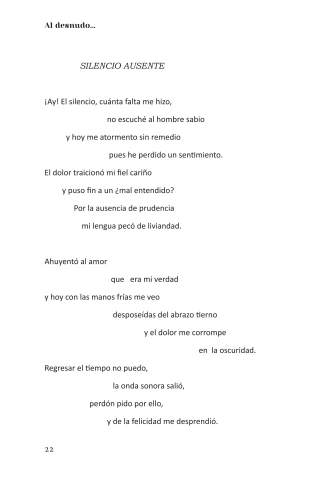 Al desnudo...
SILENCIO AUSENTE
¡Ay! El silencio, cuánta falta me hizo,
no escuché al hombre sabio
y hoy me atormento sin remedio
pues he perdido un sentimiento.
El dolor traicionó mi fiel cariño
y puso fin a un ¿mal entendido?
Por la ausencia de prudencia
mi lengua pecó de liviandad.
Ahuyentó al amor
que era mi verdad
y hoy con las manos frías me veo
desposeídas del abrazo tierno
y el dolor me corrompe
en la oscuridad.
Regresar el tiempo no puedo,
la onda sonora salió,
perdón pido por ello,
y de la felicidad me desprendió.
22